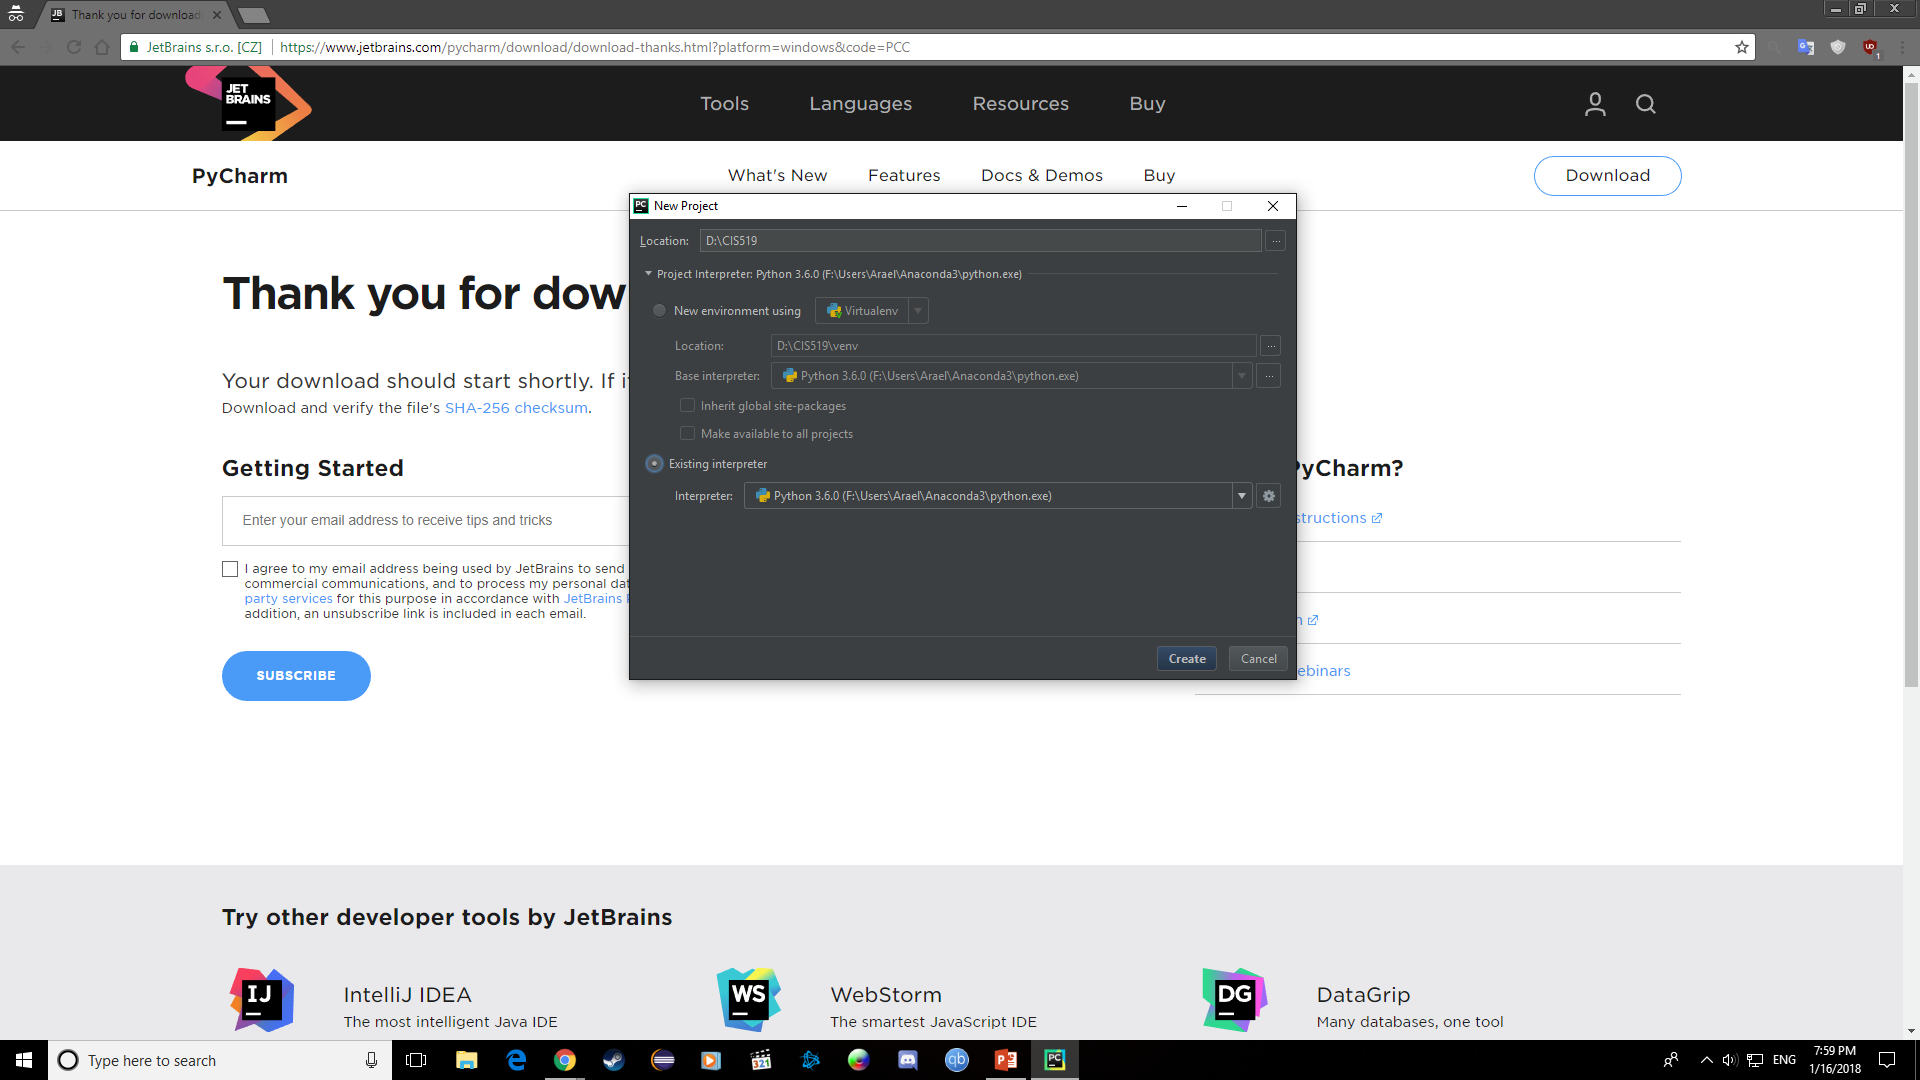 JB Thank you for download
JetBrains s.r.o. [CZ] https://www.jetbrains.com/pycharm/download/download-thanks.html?platform=windows&code=PCC
JET
BRAINS
Tools Languages Resources Buy
PyCharm What's New Features Docs & Demos Buy Download
PC New Project
Location: D:\CIS519 ...
Project Interpreter: Python 3.6.0 (F:\Users\Arael\Anaconda3\python.exe)
New environment using Virtualenv
Location: D:\CIS519\venv ...
Base interpreter: Python 3.6.0 (F:\Users\Arael\Anaconda3\python.exe) ...
Inherit global site-packages
Make available to all projects
Existing interpreter
Interpreter: Python 3.6.0 (F:\Users\Arael\Anaconda3\python.exe)
Create Cancel
Thank you for dow
Your download should start shortly. If i
Download and verify the file's SHA-256 checksum.
Getting Started
Enter your email address to receive tips and tricks
I agree to my email address being used by JetBrains to send
commercial communications, and to process my personal dat
party services for this purpose in accordance with JetBrains
addition, an unsubscribe link is included in each email.
SUBSCRIBE
PyCharm?
structions
n
ebinars
Try other developer tools by JetBrains
IJ IntelliJ IDEA
The most intelligent Java IDE
WS WebStorm
The smartest JavaScript IDE
DG DataGrip
Many databases, one tool
Type here to search
321
qb
PC
ENG
7:59 PM
1/16/2018